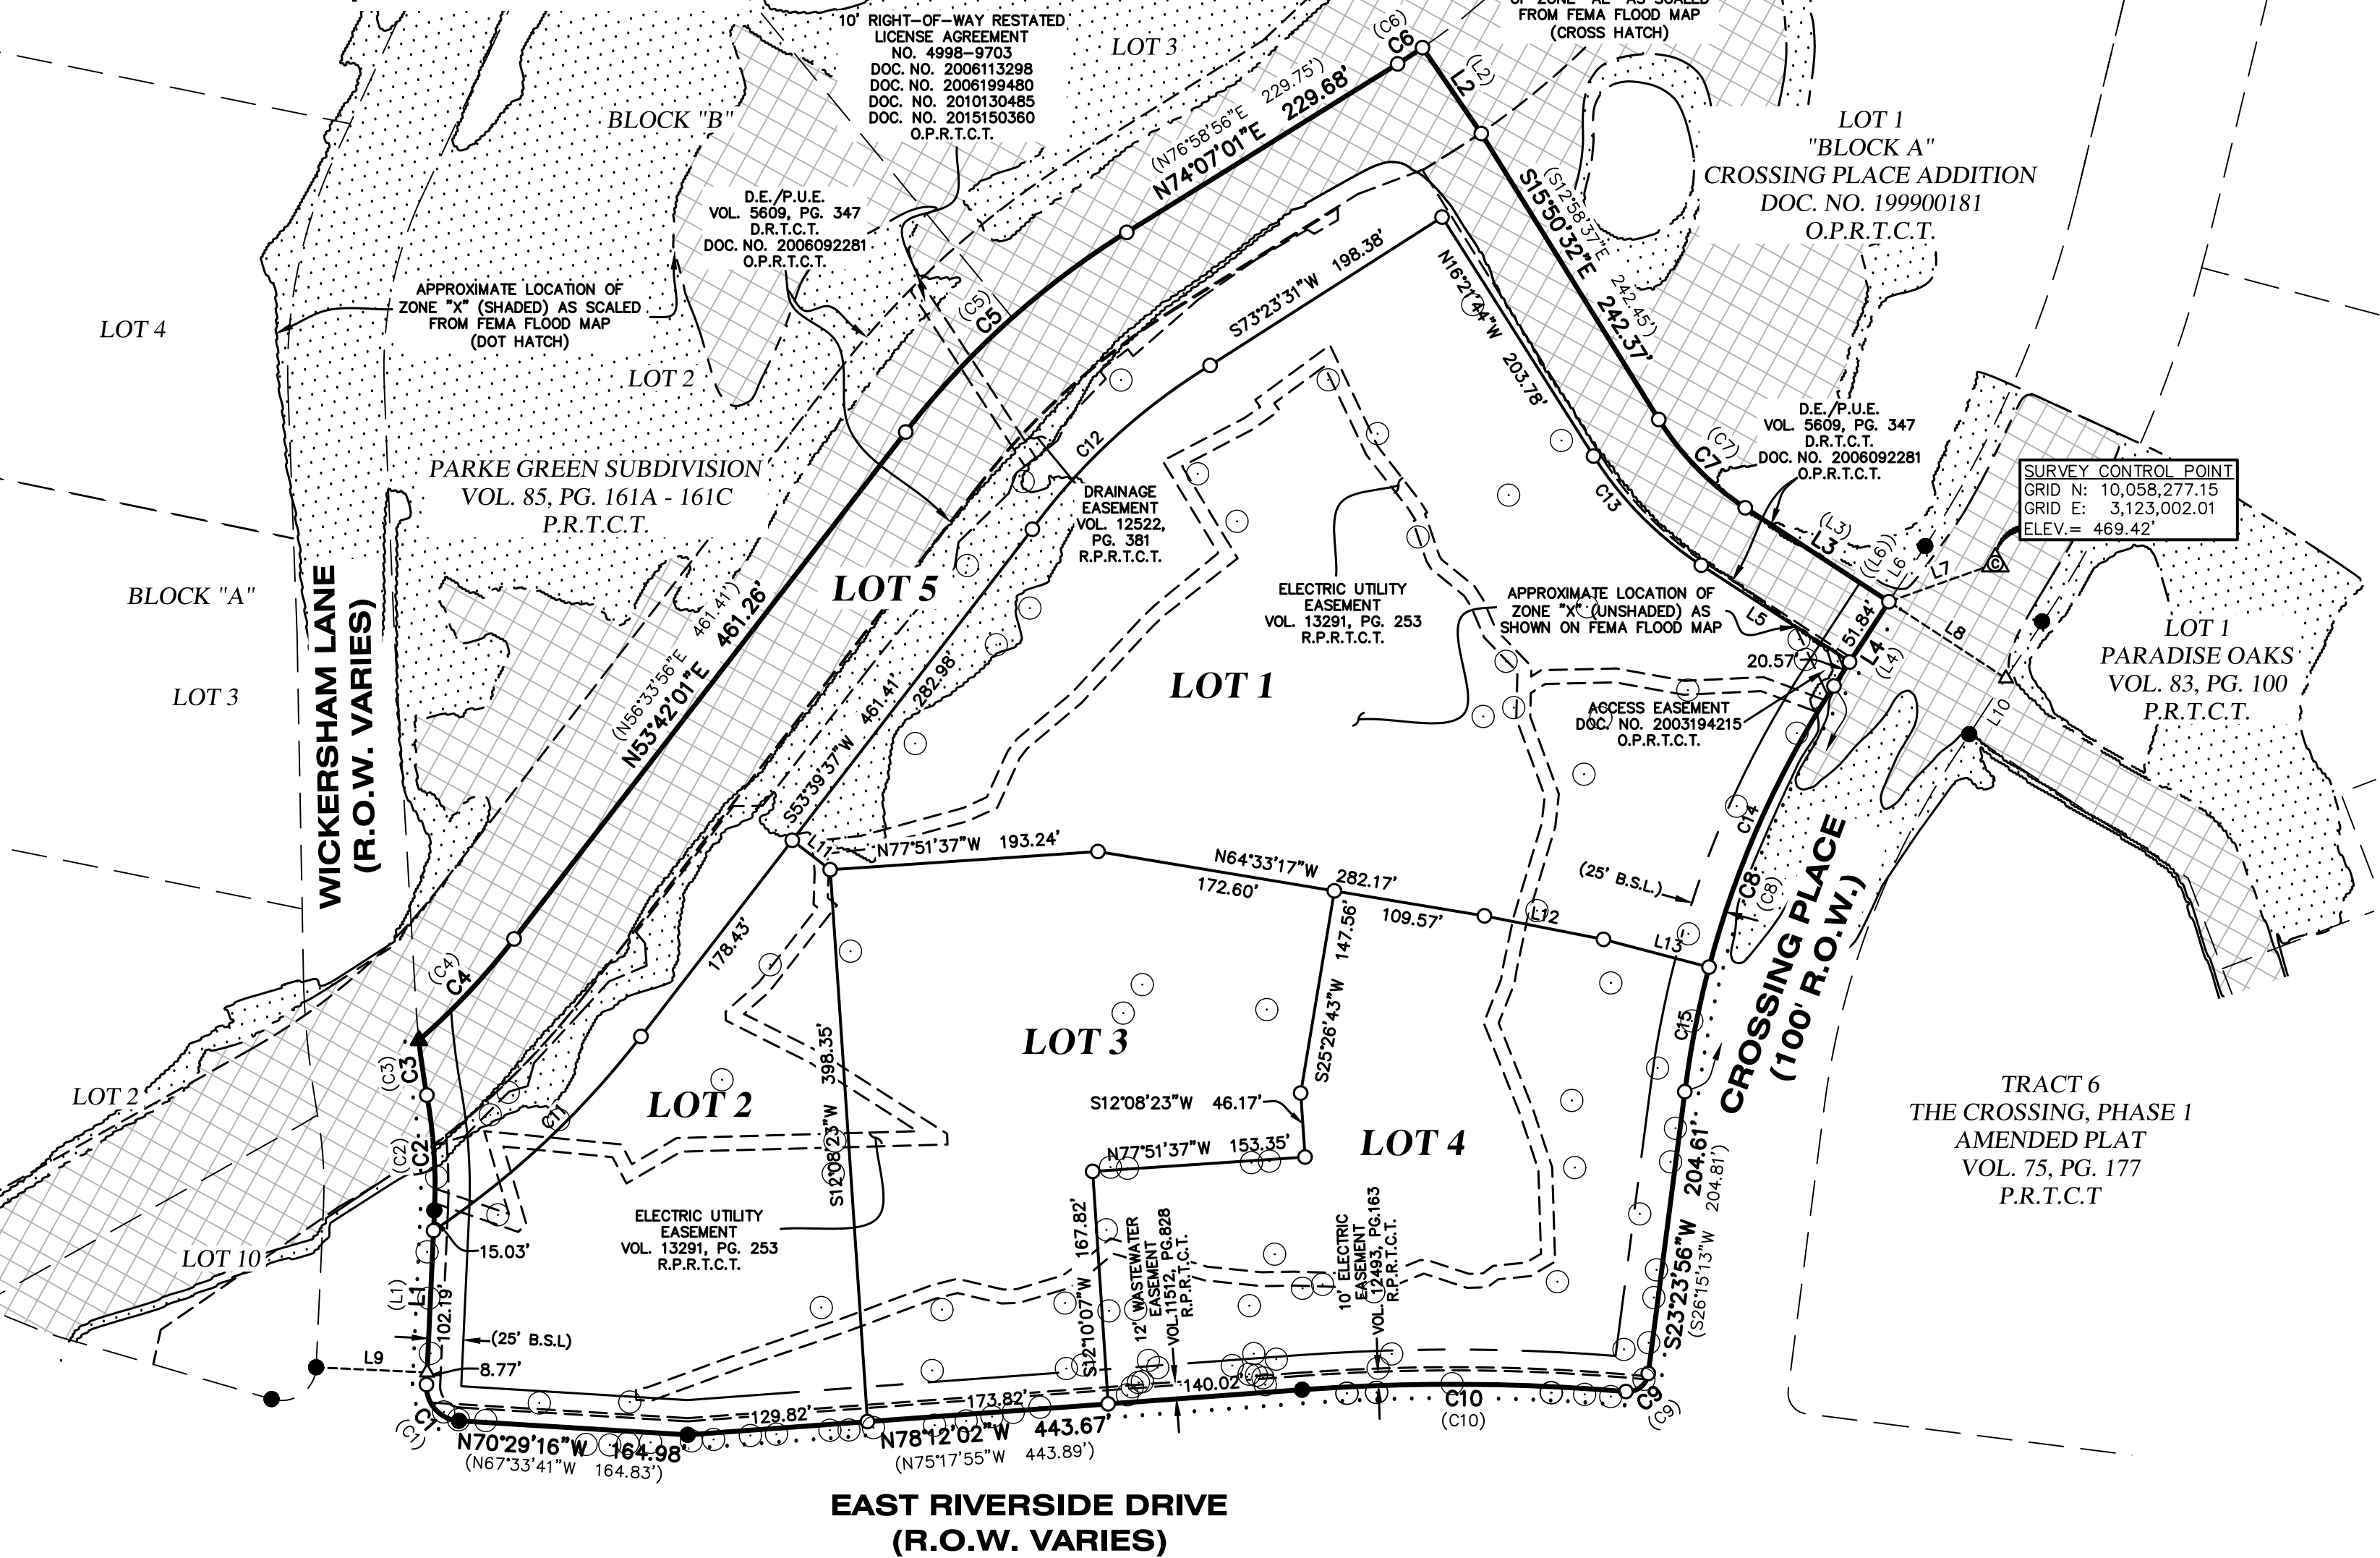 10' RIGHT-OF-WAY RESTATED
LICENSE AGREEMENT
NO. 4998-9703
DOC. NO. 2006113298
DOC. NO. 2006199480
DOC. NO. 2010130485
DOC. NO. 2015150360
O.P.R.T.C.T.
LOT 3
FROM FEMA FLOOD MAP
(CROSS HATCH)
(C6)
C6
L2
(L2)
(N76°58'56"E 229.75')
N74°07'01"E 229.68'
BLOCK "B"
LOT 1
"BLOCK A"
CROSSING PLACE ADDITION
DOC. NO. 199900181
O.P.R.T.C.T.
D.E./P.U.E.
VOL. 5609, PG. 347
D.R.T.C.T.
DOC. NO. 2006092281
O.P.R.T.C.T.
(S12°58'37"E 242.45')
S15°50'32"E 242.37'
APPROXIMATE LOCATION OF
ZONE "X" (SHADED) AS SCALED
FROM FEMA FLOOD MAP
(DOT HATCH)
LOT 4
LOT 2
(C5)
C5
S73°23'31"W 198.38'
N16°21'44"W 203.78'
C12
C13
(C7)
C7
D.E./P.U.E.
VOL. 5609, PG. 347
D.R.T.C.T.
DOC. NO. 2006092281
O.P.R.T.C.T.
PARKE GREEN SUBDIVISION
VOL. 85, PG. 161A - 161C
P.R.T.C.T.
SURVEY CONTROL POINT
GRID N: 10,058,277.15
GRID E: 3,123,002.01
ELEV.= 469.42'
DRAINAGE
EASEMENT
VOL. 12522,
PG. 381
R.P.R.T.C.T.
(L3)
L3
(L6))
L6
L7
C
L8
L5
LOT 5
(N56°33'56"E 461.41')
N53°42'01"E 461.26'
ELECTRIC UTILITY
EASEMENT
VOL. 13291, PG. 253
R.P.R.T.C.T.
APPROXIMATE LOCATION OF
ZONE "X" (UNSHADED) AS
SHOWN ON FEMA FLOOD MAP
51.84'
L4
(L4)
20.57'
L10
BLOCK "A"
LOT 3
WICKERSHAM LANE
(R.O.W. VARIES)
LOT 1
PARADISE OAKS
VOL. 83, PG. 100
P.R.T.C.T.
LOT 1
ACCESS EASEMENT
DOC. NO. 2003194215
O.P.R.T.C.T.
S53°39'37"W 461.41'
282.98'
178.43'
L11
N77°51'37"W 193.24'
N64°33'17"W 282.17'
172.60'
109.57'
L12
L13
(25' B.S.L.)
C14
C8
(C8)
CROSSING PLACE
(100' R.O.W.)
C15
(C4)
C4
(C3)
C3
(C2)
C2
LOT 2
LOT 10
LOT 2
LOT 3
S25°26'43"W 147.56'
S12°08'23"W 46.17'
N77°51'37"W 153.35'
LOT 4
S12°08'23"W 398.35'
TRACT 6
THE CROSSING, PHASE 1
AMENDED PLAT
VOL. 75, PG. 177
P.R.T.C.T
ELECTRIC UTILITY
EASEMENT
VOL. 13291, PG. 253
R.P.R.T.C.T.
15.03'
(L1)
L1
102.19'
(25' B.S.L)
8.77'
L9
S12°10'07"W 167.82'
12' WASTEWATER
EASEMENT
VOL.11512, PG.828
R.P.R.T.C.T.
10' ELECTRIC
EASEMENT
VOL. 12493, PG.163
R.P.R.T.C.T.
S23°23'56"W 204.61'
(S26°15'13"W 204.81')
C1
(C1)
N70°29'16"W 164.98'
(N67°33'41"W 164.83')
129.82'
173.82'
140.02'
N78°12'02"W 443.67'
(N75°17'55"W 443.89')
C10
(C10)
C9
(C9)
EAST RIVERSIDE DRIVE
(R.O.W. VARIES)